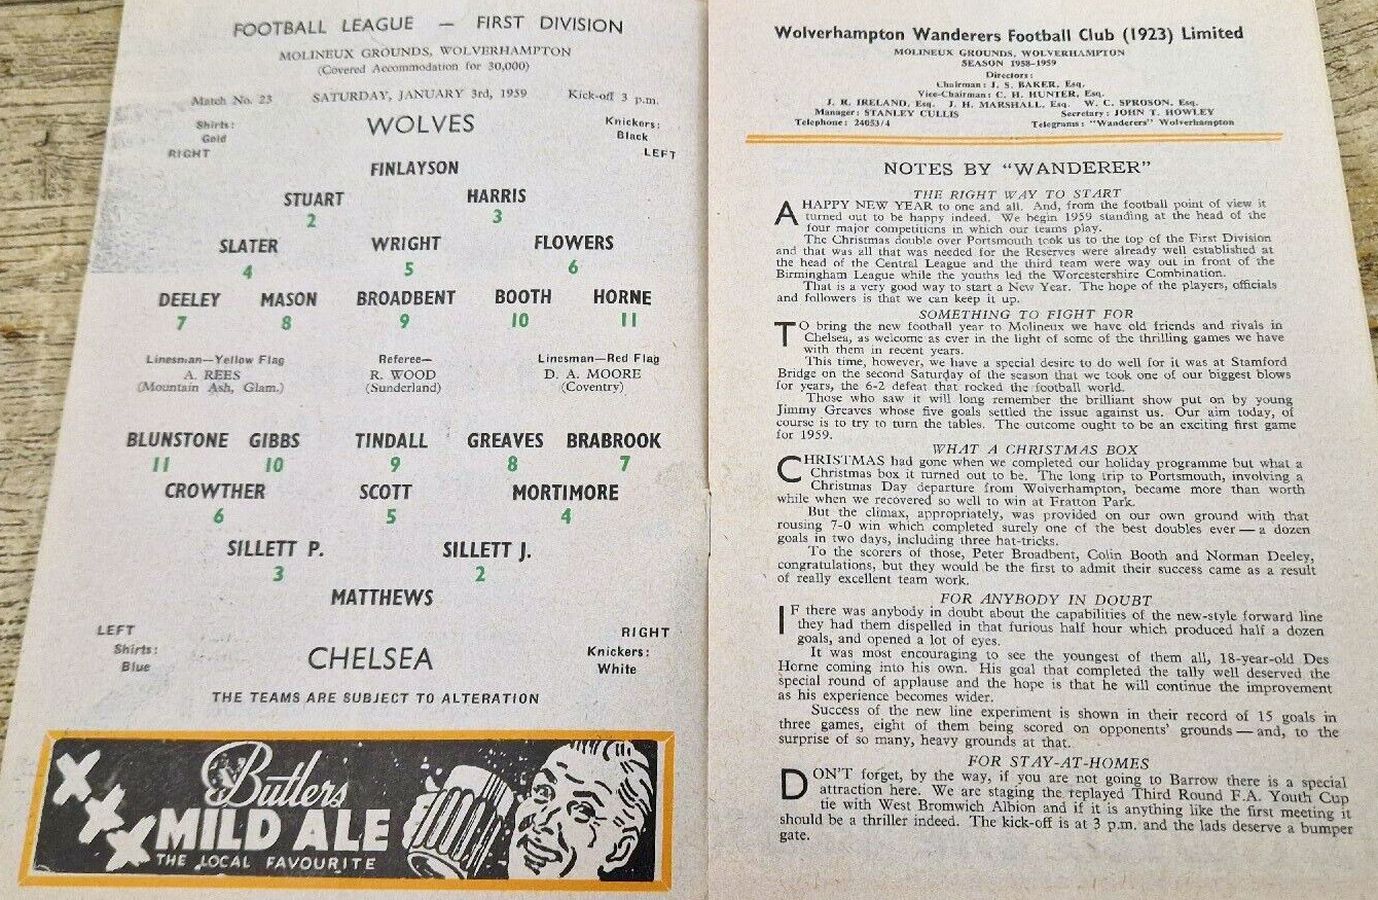 FOOTBALL LEAGUE — FIRST DIVISION
MOLINEUX GROUNDS, WOLVERHAMPTON
(Covered Accommodation for 30,000)
Match No. 23 SATURDAY, JANUARY 3rd, 1959 Kick-off 3 p.m.
Shirts: Gold
WOLVES
Knickers: Black
RIGHT LEFT
FINLAYSON
STUART HARRIS
2 3
SLATER WRIGHT FLOWERS
4 5 6
DEELEY MASON BROADBENT BOOTH HORNE
7 8 9 10 11
Linesman—Yellow Flag Referee— Linesman—Red Flag
A. REES R. WOOD D. A. MOORE
(Mountain Ash, Glam.) (Sunderland) (Coventry)
BLUNSTONE GIBBS TINDALL GREAVES BRABROOK
11 10 9 8 7
CROWTHER SCOTT MORTIMORE
6 5 4
SILLETT P. SILLETT J.
3 2
MATTHEWS
LEFT RIGHT
Shirts: Blue
CHELSEA
Knickers: White
THE TEAMS ARE SUBJECT TO ALTERATION
XXX
Butlers
MILD ALE
THE LOCAL FAVOURITE
Wolverhampton Wanderers Football Club (1923) Limited
MOLINEUX GROUNDS, WOLVERHAMPTON
SEASON 1958-1959
Directors:
Chairman: J. S. BAKER, Esq.
Vice-Chairman: C. H. HUNTER, Esq.
J. R. IRELAND, Esq. J. H. MARSHALL, Esq. W. C. SPROSON, Esq.
Manager: STANLEY CULLIS Secretary: JOHN T. HOWLEY
Telephone: 24053/4 Telegrams: "Wanderers" Wolverhampton
NOTES BY "WANDERER"
THE RIGHT WAY TO START
A HAPPY NEW YEAR to one and all. And, from the football point of view it
turned out to be happy indeed. We begin 1959 standing at the head of the
four major competitions in which our teams play.
The Christmas double over Portsmouth took us to the top of the First Division
and that was all that was needed for the Reserves were already well established at
the head of the Central League and the third team were way out in front of the
Birmingham League while the youths led the Worcestershire Combination.
That is a very good way to start a New Year. The hope of the players, officials
and followers is that we can keep it up.
SOMETHING TO FIGHT FOR
TO bring the new football year to Molineux we have old friends and rivals in
Chelsea, as welcome as ever in the light of some of the thrilling games we have
with them in recent years.
This time, however, we have a special desire to do well for it was at Stamford
Bridge on the second Saturday of the season that we took one of our biggest blows
for years, the 6-2 defeat that rocked the football world.
Those who saw it will long remember the brilliant show put on by young
Jimmy Greaves whose five goals settled the issue against us. Our aim today, of
course is to try to turn the tables. The outcome ought to be an exciting first game
for 1959.
WHAT A CHRISTMAS BOX
CHRISTMAS had gone when we completed our holiday programme but what a
Christmas box it turned out to be. The long trip to Portsmouth, involving a
Christmas Day departure from Wolverhampton, became more than worth
while when we recovered so well to win at Fratton Park.
But the climax, appropriately, was provided on our own ground with that
rousing 7-0 win which completed surely one of the best doubles ever — a dozen
goals in two days, including three hat-tricks.
To the scorers of those, Peter Broadbent, Colin Booth and Norman Deeley,
congratulations, but they would be the first to admit their success came as a result
of really excellent team work.
FOR ANYBODY IN DOUBT
IF there was anybody in doubt about the capabilities of the new-style forward line
they had them dispelled in that furious half hour which produced half a dozen
goals, and opened a lot of eyes.
It was most encouraging to see the youngest of them all, 18-year-old Des
Horne coming into his own. His goal that completed the tally well deserved the
special round of applause and the hope is that he will continue the improvement
as his experience becomes wider.
Success of the new line experiment is shown in their record of 15 goals in
three games, eight of them being scored on opponents' grounds — and, to the
surprise of so many, heavy grounds at that.
FOR STAY-AT-HOMES
DON'T forget, by the way, if you are not going to Barrow there is a special
attraction here. We are staging the replayed Third Round F.A. Youth Cup
tie with West Bromwich Albion and if it is anything like the first meeting it
should be a thriller indeed. The kick-off is at 3 p.m. and the lads deserve a bumper
gate.